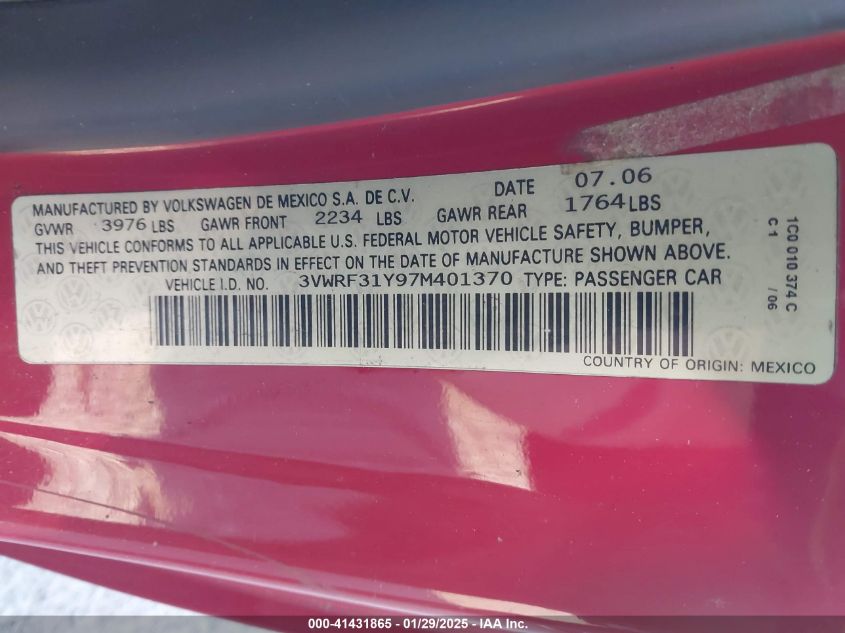 MANUFACTURED BY VOLKSWAGEN DE MEXICO S.A. DE C.V. DATE 07.06
GVWR 3976 LBS GAWR FRONT 2234 LBS GAWR REAR 1764 LBS
THIS VEHICLE CONFORMS TO ALL APPLICABLE U.S. FEDERAL MOTOR VEHICLE SAFETY, BUMPER,
AND THEFT PREVENTION STANDARDS IN EFFECT ON THE DATE OF MANUFACTURE SHOWN ABOVE.
VEHICLE I.D. NO. 3VWRF31Y97M401370 TYPE: PASSENGER CAR
COUNTRY OF ORIGIN: MEXICO
1C0 010 374 C
C1 /06
000-41431865 - 01/29/2025 - IAA Inc.